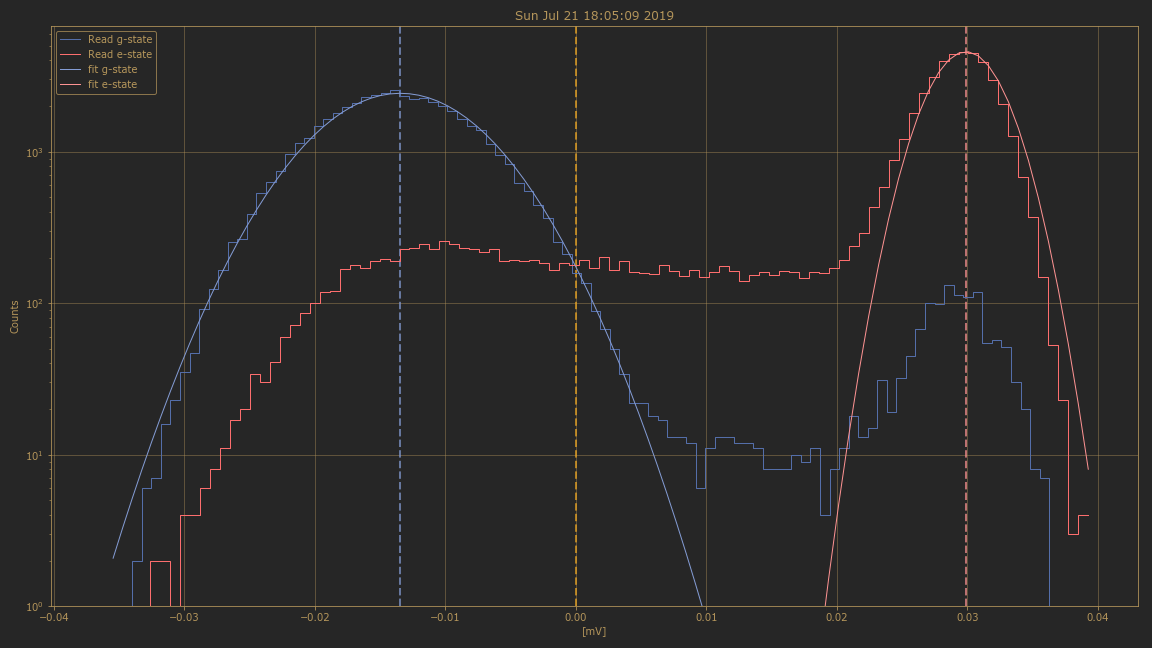 Sun Jul 21 18:05:09 2019
Read g-state
Read e-state
fit g-state
fit e-state
Counts
10³
10²
10¹
10⁰
−0.04 −0.03 −0.02 −0.01 0.00 0.01 0.02 0.03 0.04
[mV]